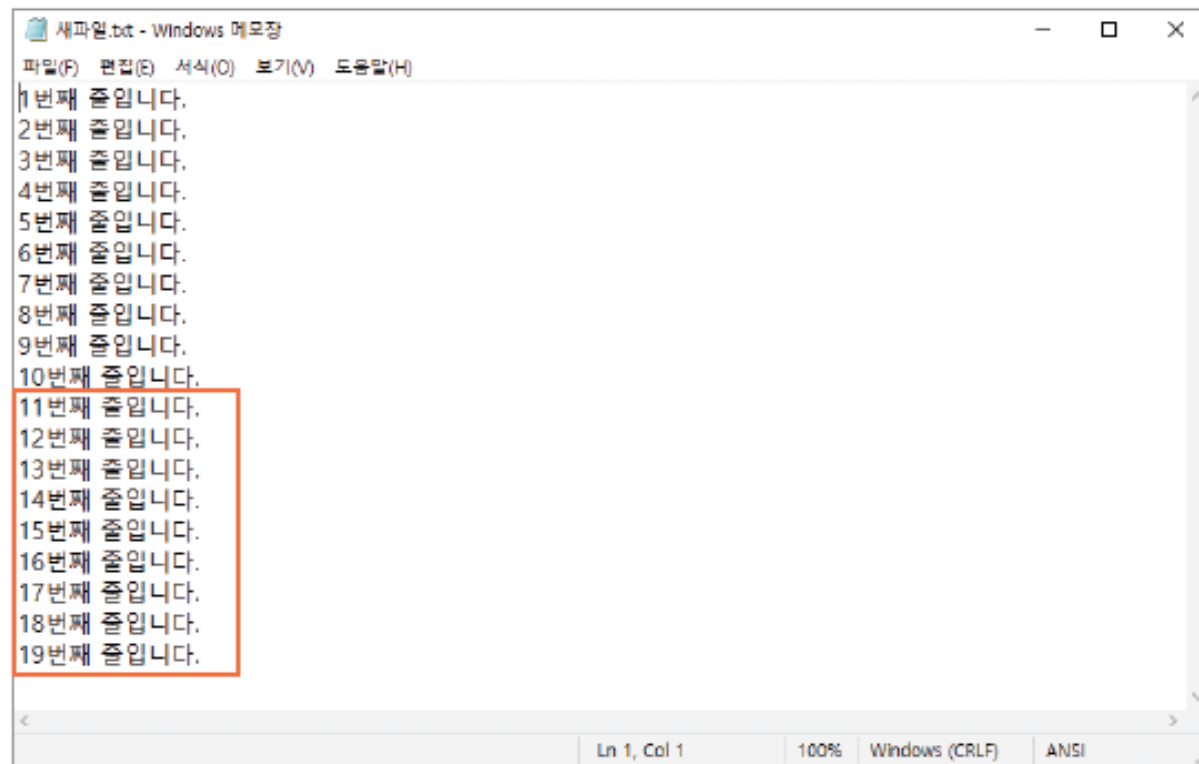 새파일.txt - Windows 메모장
파일(F) 편집(E) 서식(O) 보기(V) 도움말(H)
1번째 줄입니다.
2번째 줄입니다.
3번째 줄입니다.
4번째 줄입니다.
5번째 줄입니다.
6번째 줄입니다.
7번째 줄입니다.
8번째 줄입니다.
9번째 줄입니다.
10번째 줄입니다.
11번째 줄입니다.
12번째 줄입니다.
13번째 줄입니다.
14번째 줄입니다.
15번째 줄입니다.
16번째 줄입니다.
17번째 줄입니다.
18번째 줄입니다.
19번째 줄입니다.
Ln 1, Col 1 100% Windows (CRLF) ANSI